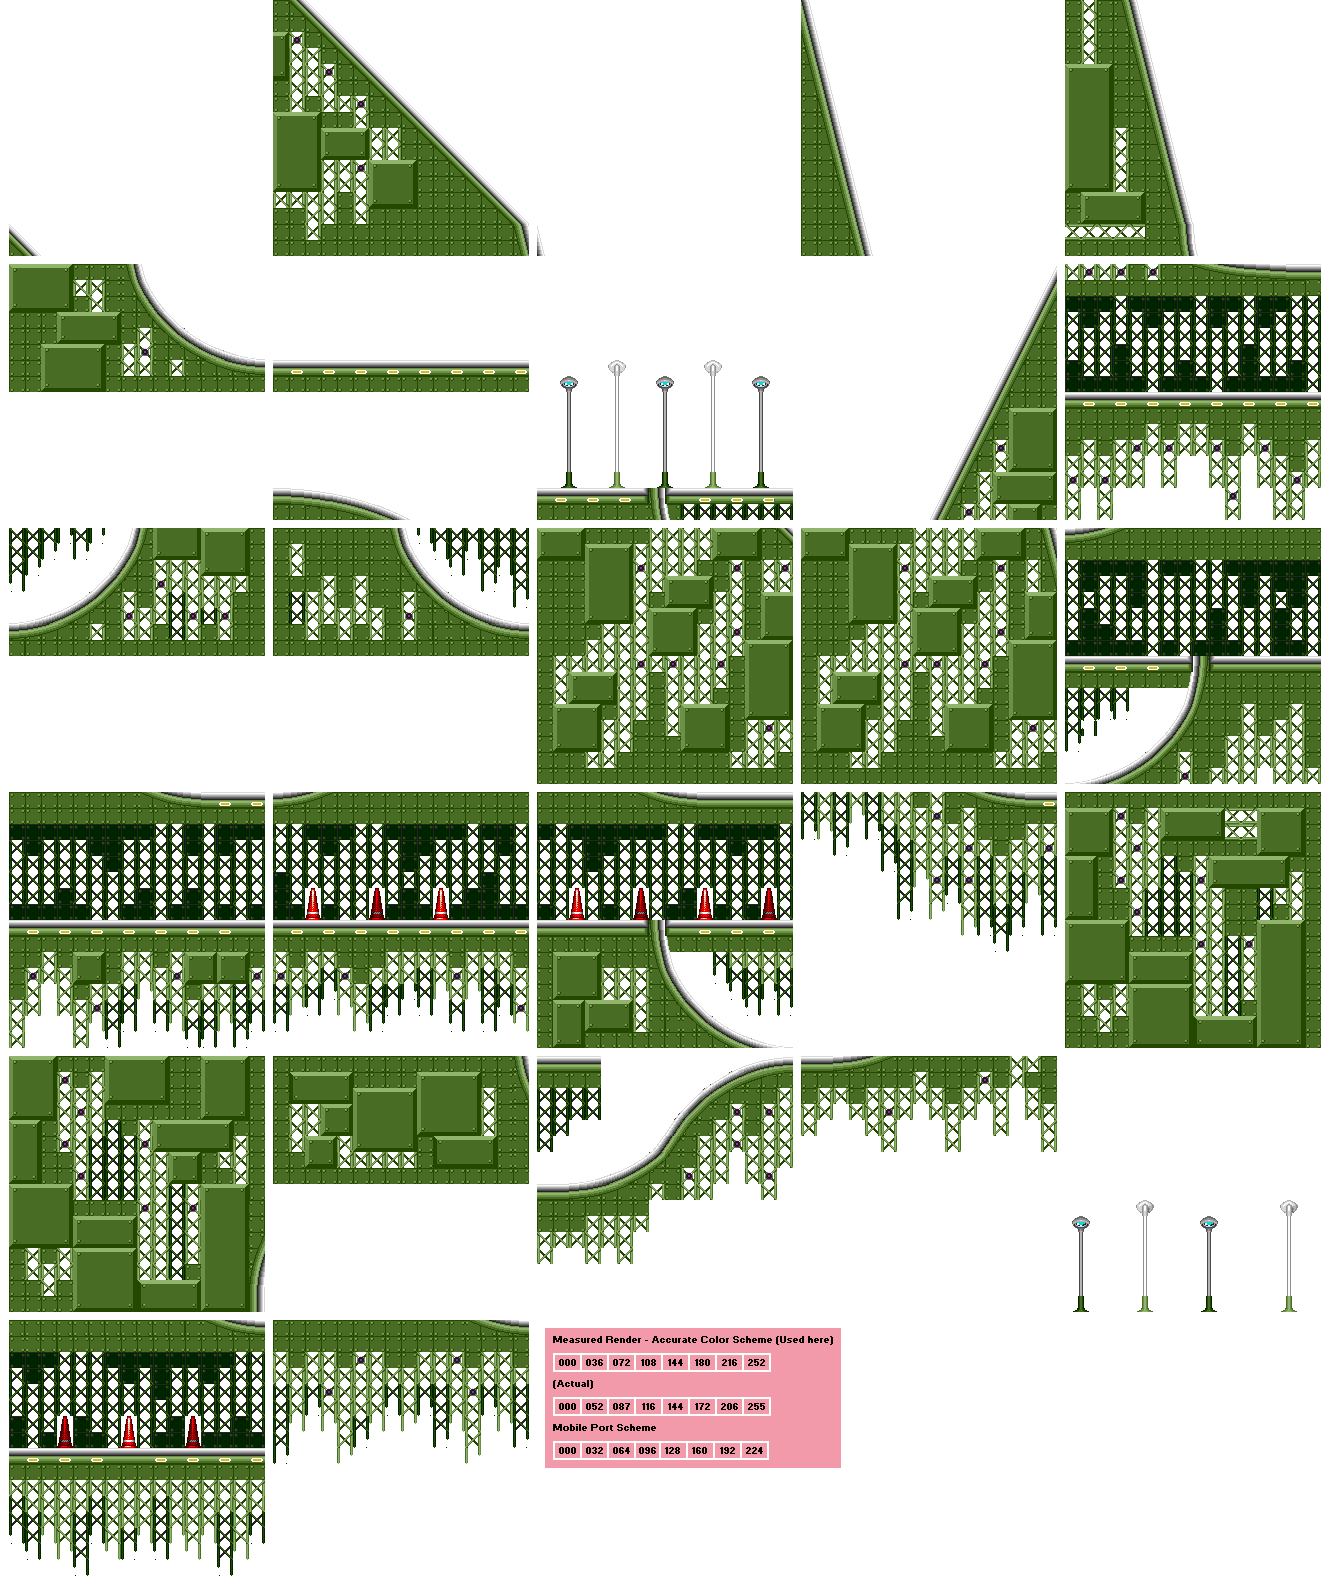 Measured Render - Accurate Color Scheme (Used here)
000 036 072 108 144 180 216 252
(Actual)
000 052 087 116 144 172 206 255
Mobile Port Scheme
000 032 064 096 128 160 192 224